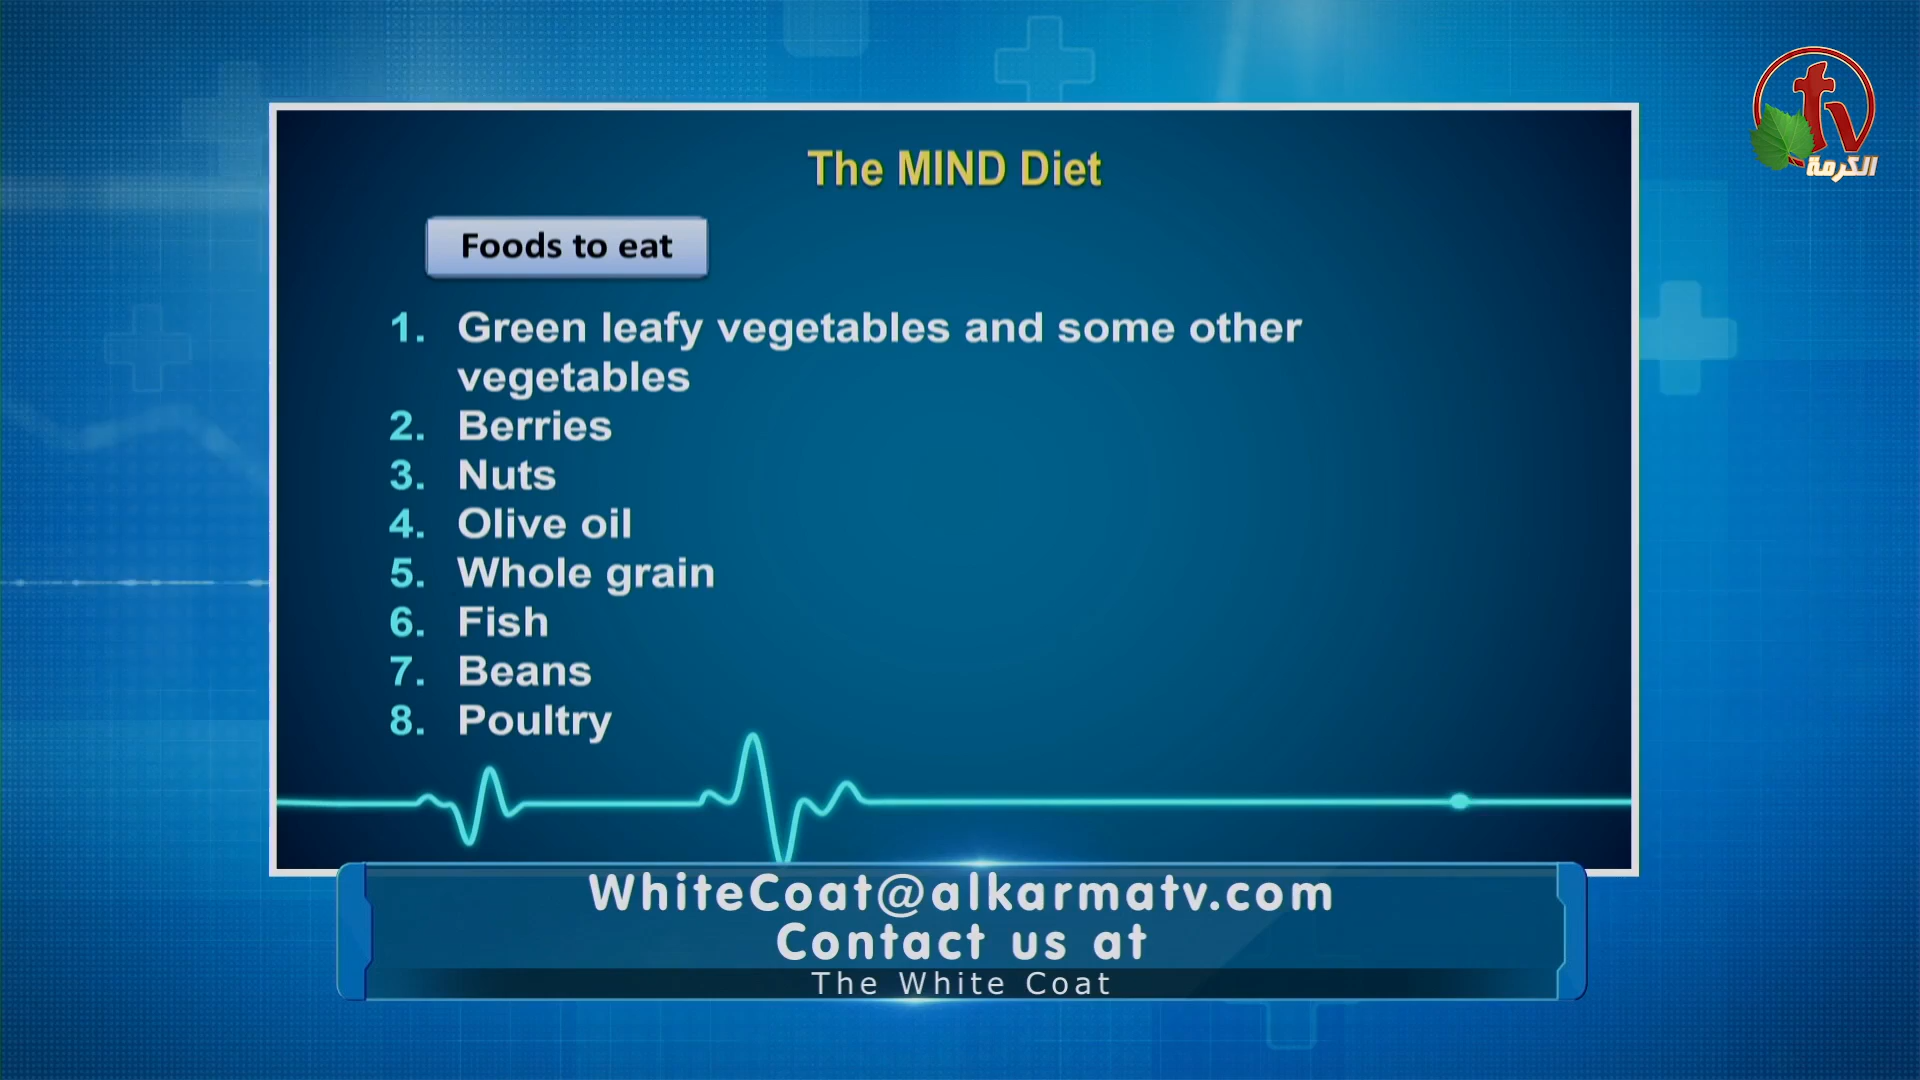 tv
الكرمة
The MIND Diet
Foods to eat
1. Green leafy vegetables and some other
vegetables
2. Berries
3. Nuts
4. Olive oil
5. Whole grain
6. Fish
7. Beans
8. Poultry
WhiteCoat@alkarmatv.com
Contact us at
The White Coat